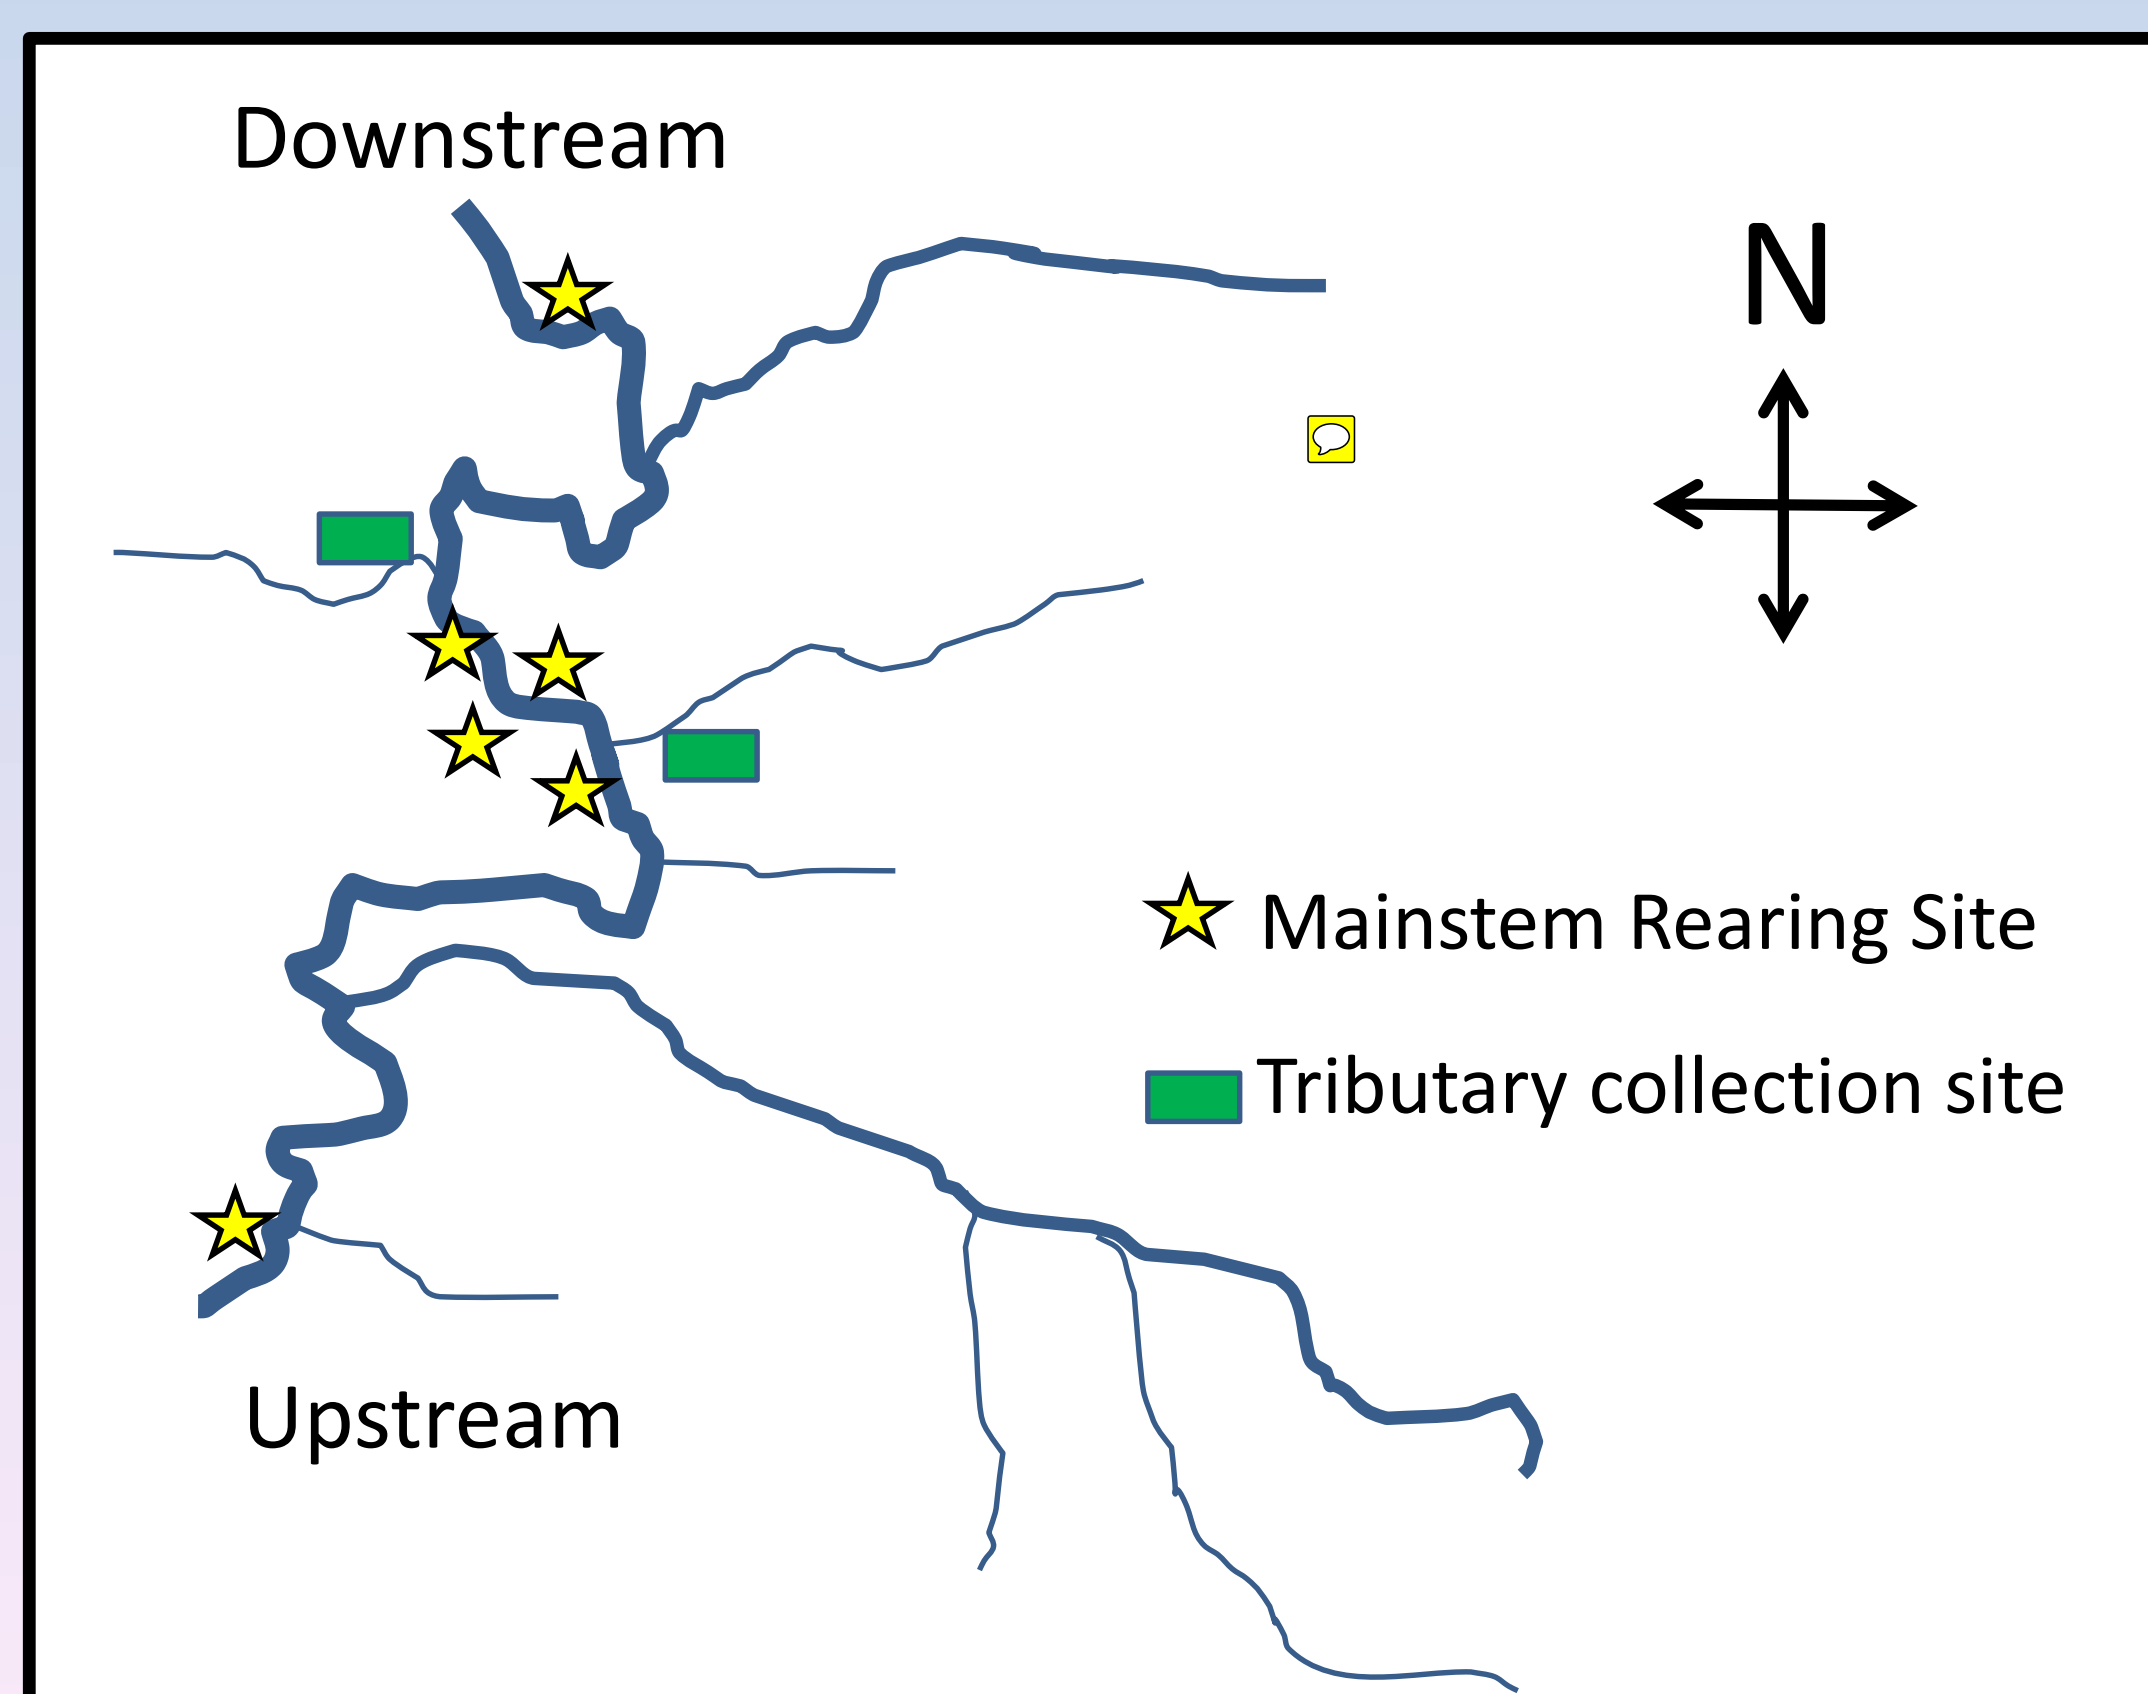 Downstream
N
Mainstem Rearing Site
Tributary collection site
Upstream